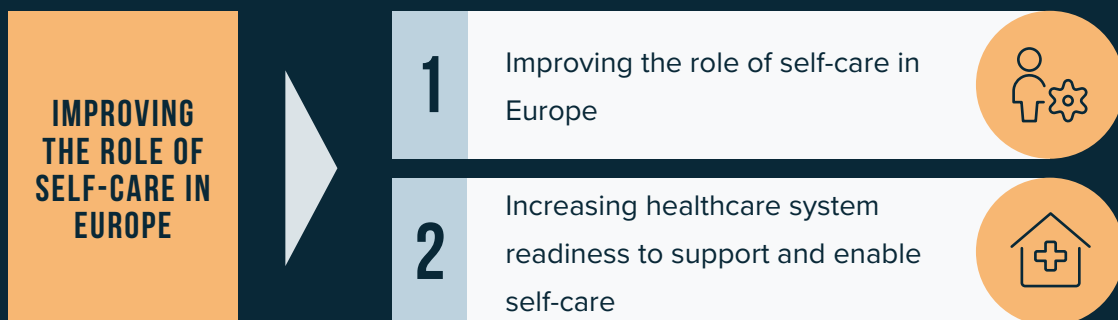 IMPROVING
THE ROLE OF
SELF-CARE IN
EUROPE
1
Improving the role of self-care in
Europe
2
Increasing healthcare system
readiness to support and enable
self-care